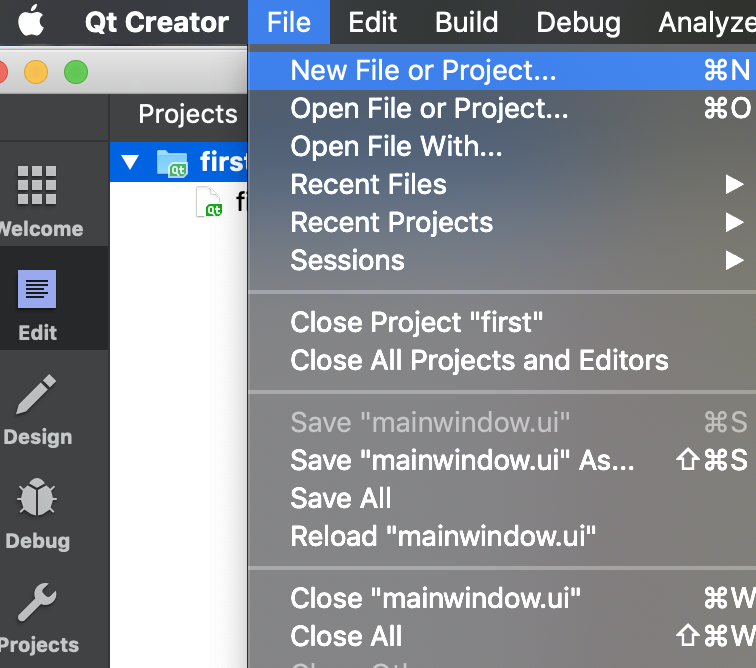 Qt Creator File Edit Build Debug Analyze
New File or Project... ⌘N
Open File or Project... ⌘O
Open File With...
Recent Files ▶
Recent Projects ▶
Sessions ▶
Close Project "first"
Close All Projects and Editors
Save "mainwindow.ui" ⌘S
Save "mainwindow.ui" As... ⇧⌘S
Save All
Reload "mainwindow.ui"
Close "mainwindow.ui" ⌘W
Close All ⇧⌘W
Projects
first
Qt
Qt
Welcome
Edit
Design
Debug
Projects